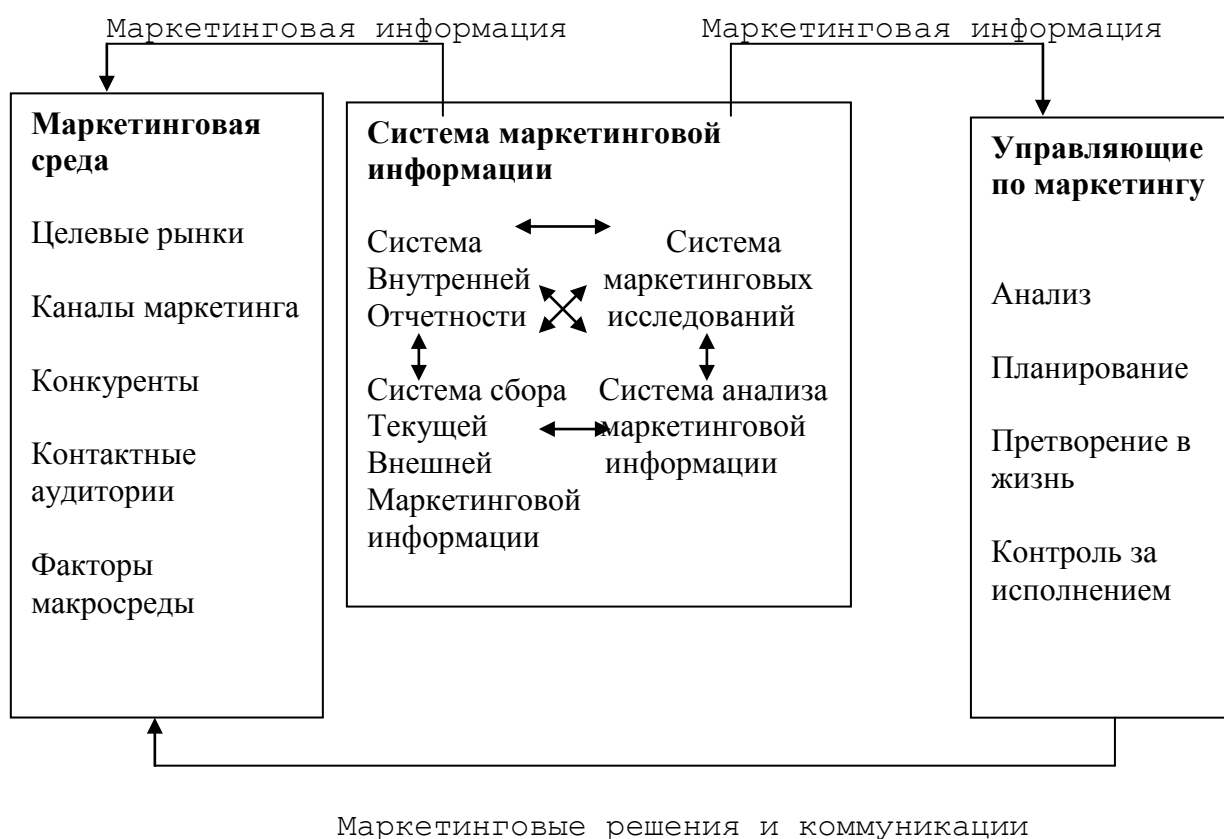 Маркетинговая информация
Маркетинговая информация
Маркетинговая
среда
Целевые рынки
Каналы маркетинга
Конкуренты
Контактные
аудитории
Факторы
макросреды
Система маркетинговой
информации
Система
Внутренней
Отчетности
Система
маркетинговых
исследований
Система сбора
Текущей
Внешней
Маркетинговой
информации
Система анализа
маркетинговой
информации
Управляющие
по маркетингу
Анализ
Планирование
Претворение в
жизнь
Контроль за
исполнением
Маркетинговые решения и коммуникации